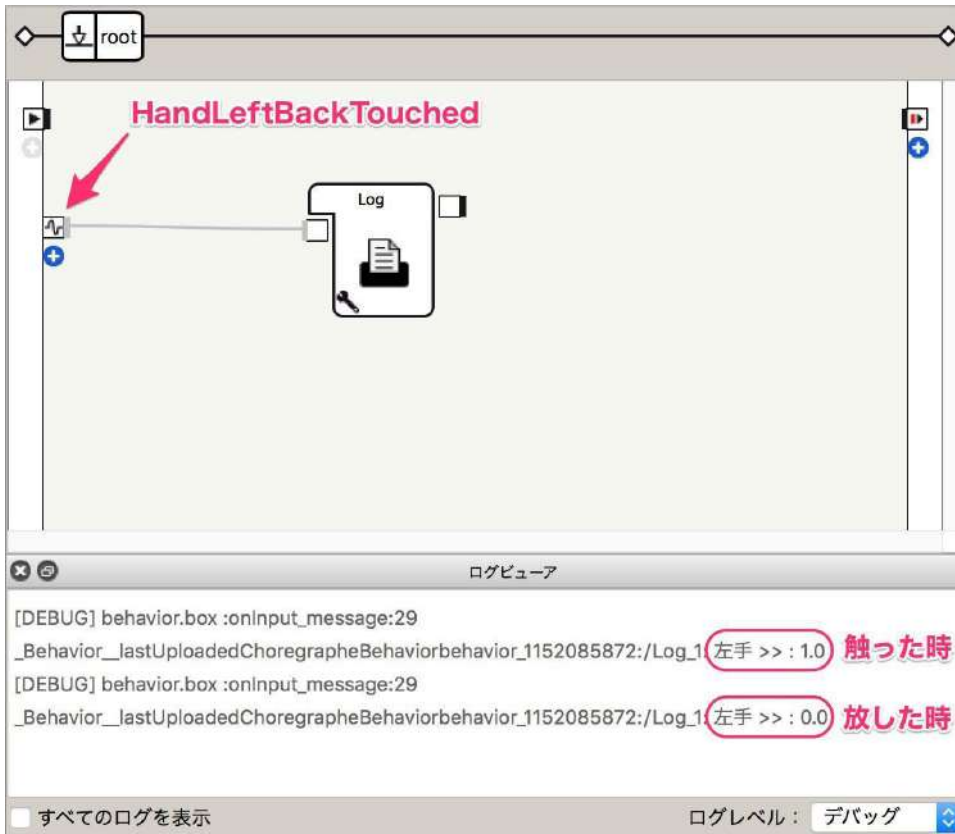 root
HandLeftBackTouched
Log
ログビューア
[DEBUG] behavior.box :onInput_message:29
_Behavior__lastUploadedChoregrapheBehaviorbehavior_1152085872:/Log_1: 左手 >> : 1.0 触った時
[DEBUG] behavior.box :onInput_message:29
_Behavior__lastUploadedChoregrapheBehaviorbehavior_1152085872:/Log_1: 左手 >> : 0.0 放した時
すべてのログを表示 ログレベル： デバッグ